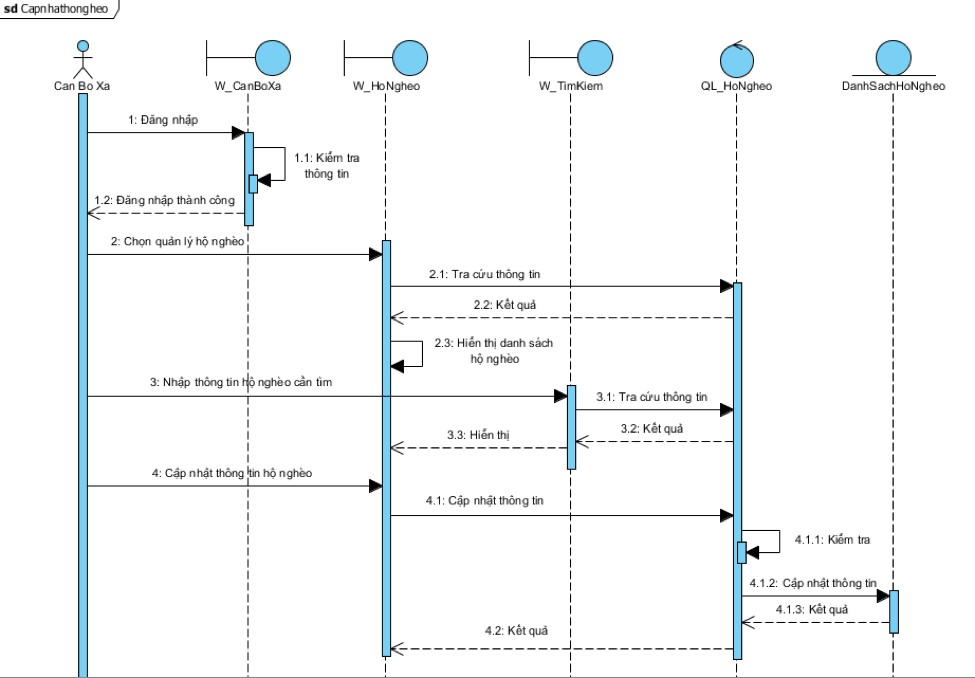 sd Capnhathongheo
Can Bo Xa
W_CanBoXa
W_HoNgheo
W_TimKiem
QL_HoNgheo
DanhSachHoNgheo
1: Đăng nhập
1.1: Kiểm tra
thông tin
1.2: Đăng nhập thành công
2: Chọn quản lý hộ nghèo
2.1: Tra cứu thông tin
2.2: Kết quả
2.3: Hiển thị danh sách
hộ nghèo
3: Nhập thông tin hộ nghèo cần tìm
3.1: Tra cứu thông tin
3.2: Kết quả
3.3: Hiển thị
4: Cập nhật thông tin hộ nghèo
4.1: Cập nhật thông tin
4.1.1: Kiểm tra
4.1.2: Cập nhật thông tin
4.1.3: Kết quả
4.2: Kết quả